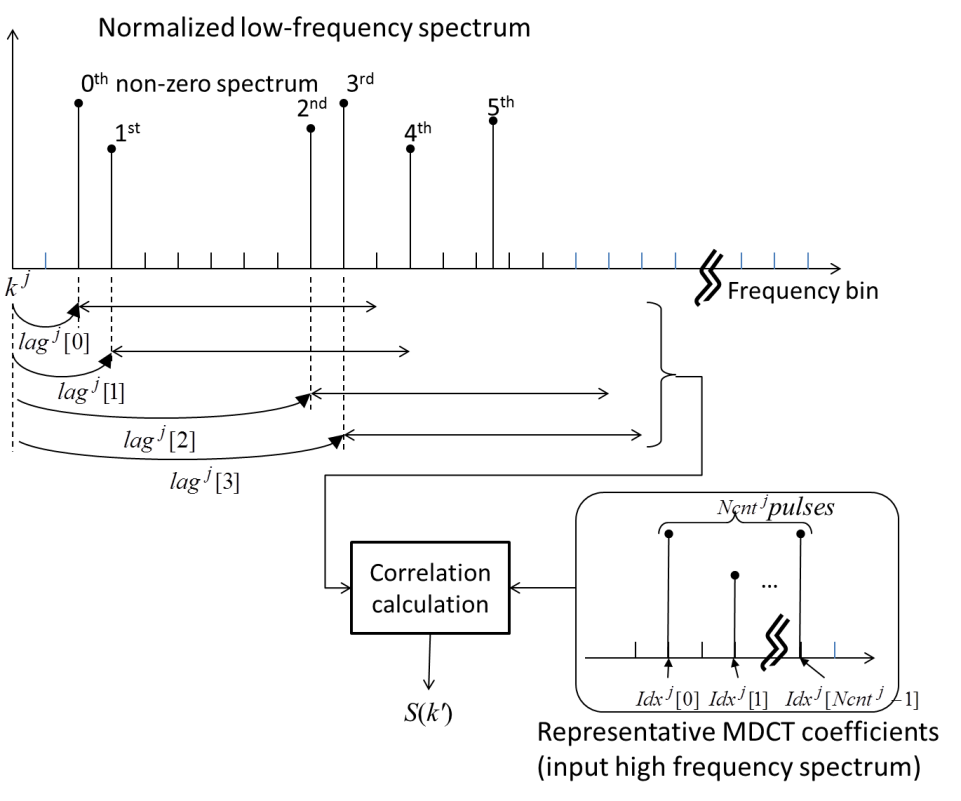 Normalized low-frequency spectrum
0th non-zero spectrum
3rd
2nd
1st
4th
5th
k j
Frequency bin
lag j [0]
lag j [1]
lag j [2]
lag j [3]
Ncnt j pulses
Correlation
calculation
...
Idx j [0] Idx j [1] Idx j [Ncnt j −1]
S(k′)
Representative MDCT coefficients
(input high frequency spectrum)